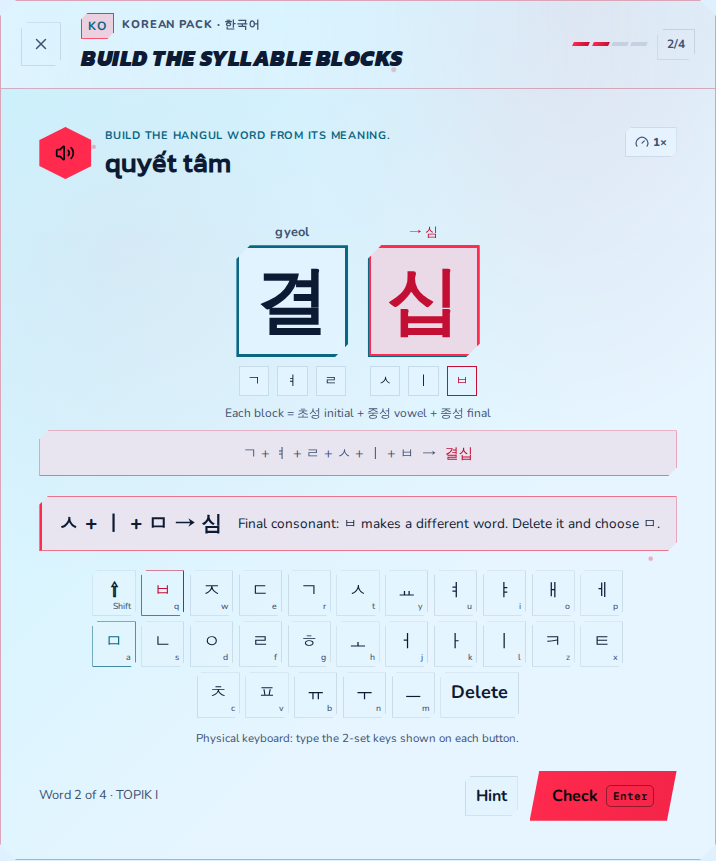 KO KOREAN PACK · 한국어
BUILD THE SYLLABLE BLOCKS
2/4
BUILD THE HANGUL WORD FROM ITS MEANING.
quyết tâm
1×
gyeol → 심
결 십
ㄱ ㅕ ㄹ ㅅ ㅣ ㅂ
Each block = 초성 initial + 중성 vowel + 종성 final
ㄱ + ㅕ + ㄹ + ㅅ + ㅣ + ㅂ → 결십
ㅅ + ㅣ + ㅁ → 심 Final consonant: ㅂ makes a different word. Delete it and choose ㅁ.
⇧ Shift ㅂ q ㅈ w ㄷ e ㄱ r ㅅ t ㅛ y ㅕ u ㅑ i ㅐ o ㅔ p
ㅁ a ㄴ s ㅇ d ㄹ f ㅎ g ㅗ h ㅓ j ㅏ k ㅣ l ㅋ z ㅌ x
ㅊ c ㅍ v ㅠ b ㅜ n ㅡ m Delete
Physical keyboard: type the 2-set keys shown on each button.
Word 2 of 4 · TOPIK I
Hint
Check Enter